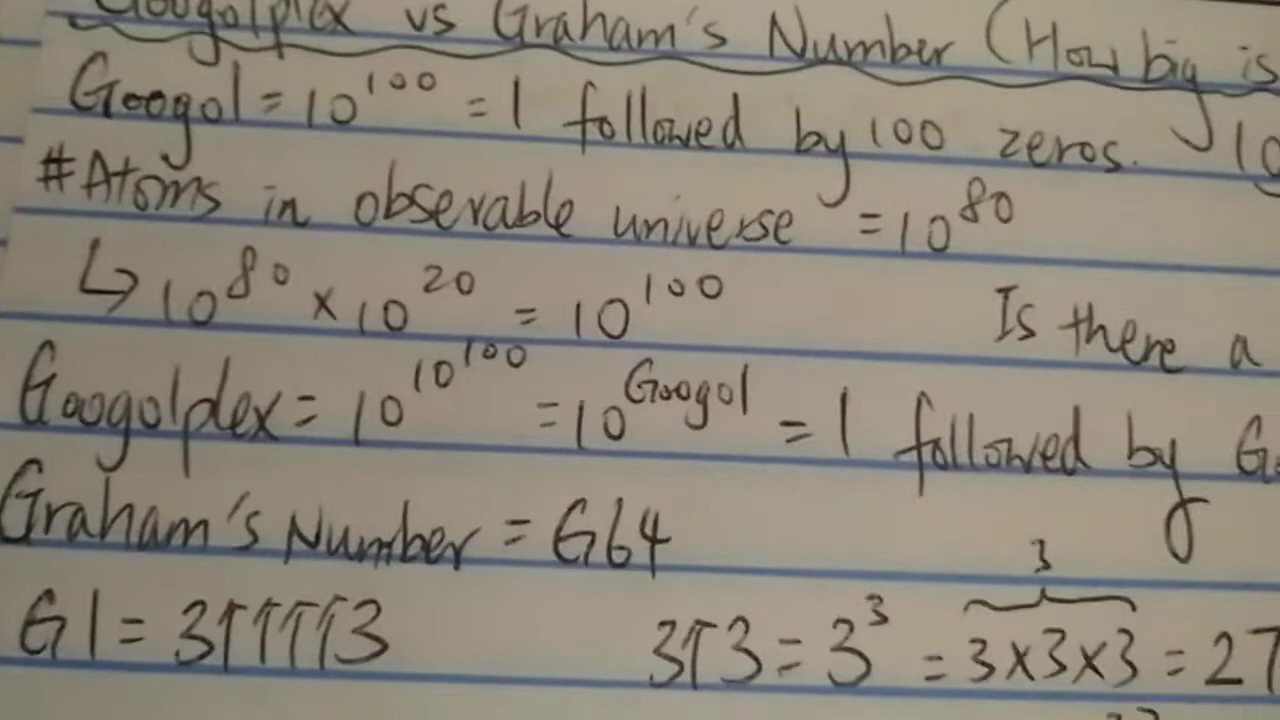 Googolplex vs Graham's Number (How big is
Googol = 10^100 = 1 followed by 100 zeros. 10
#Atoms in observable universe = 10^80
↳ 10^80 × 10^20 = 10^100 Is there a
Googolplex = 10^10^100 = 10^Googol = 1 followed by G
Graham's Number = G64
3
G1 = 3↑↑↑↑3 3↑3 = 3^3 = 3×3×3 = 27